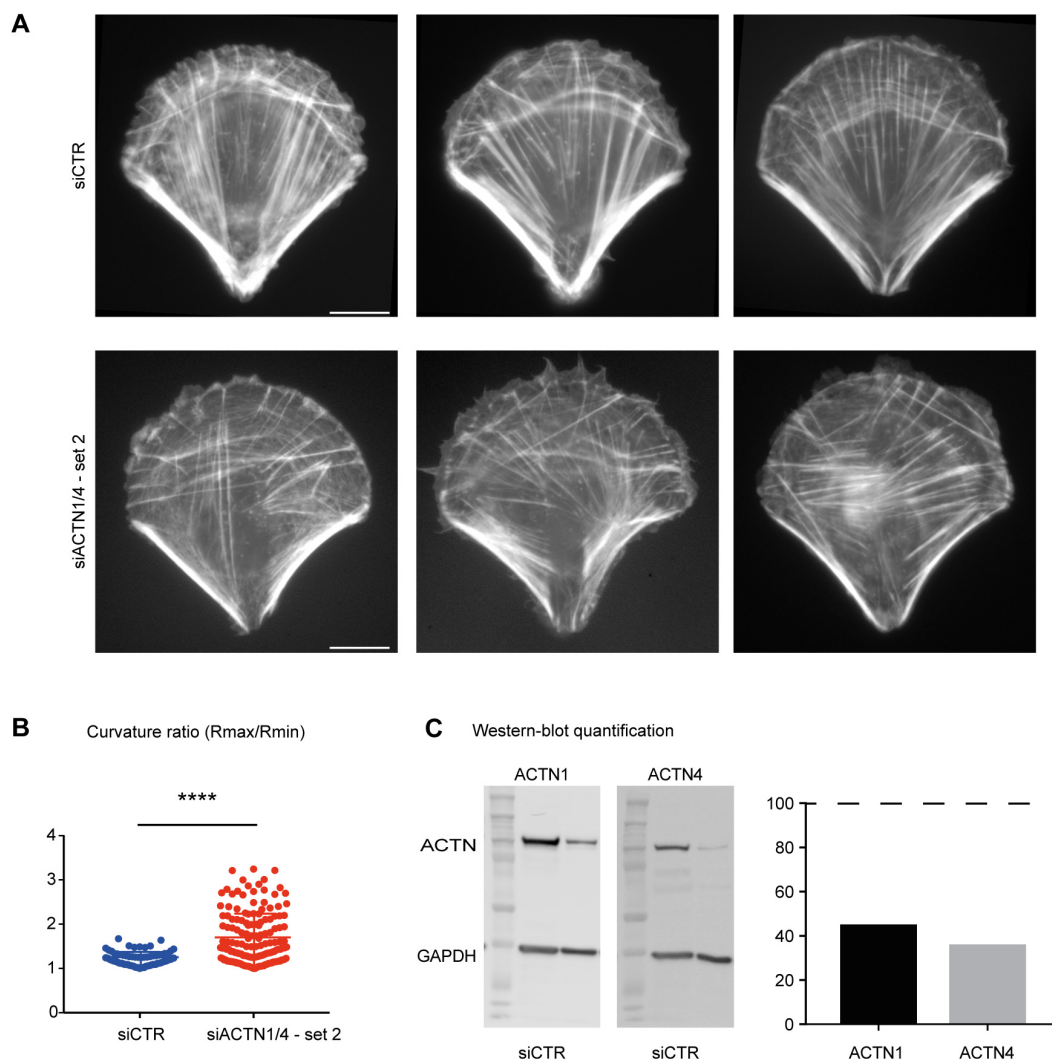 A
siCTR
siACTN1/4 - set 2
B Curvature ratio (Rmax/Rmin)
****
4
3
2
1
0
siCTR siACTN1/4 - set 2
C Western-blot quantification
ACTN1 ACTN4
ACTN
GAPDH
siCTR siCTR
100
80
60
40
20
0
ACTN1 ACTN4